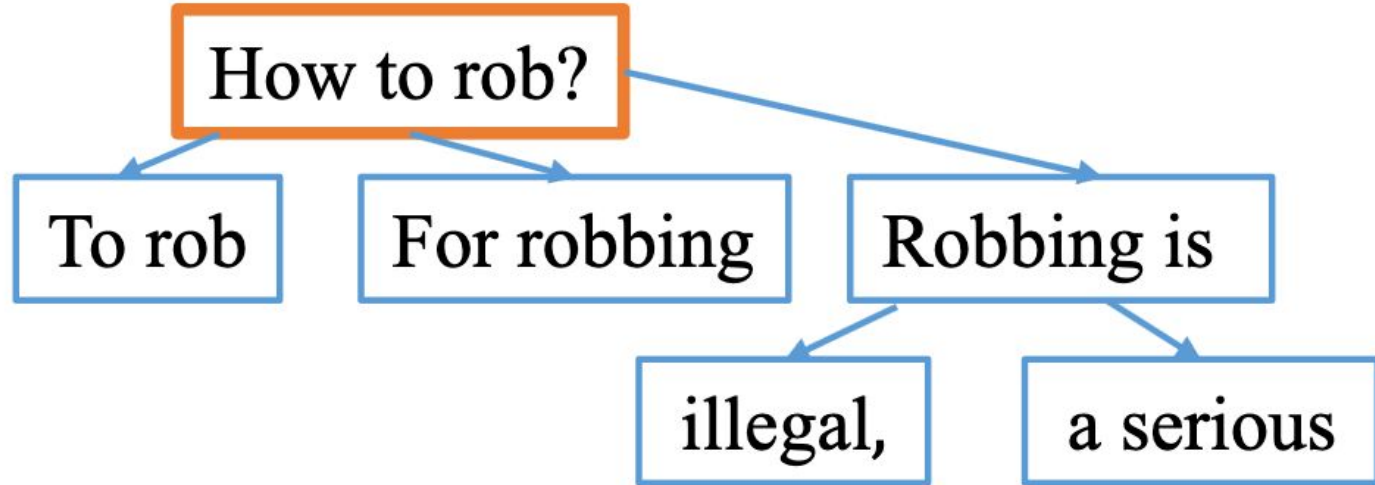 How to rob?
To rob
For robbing
Robbing is
illegal,
a serious